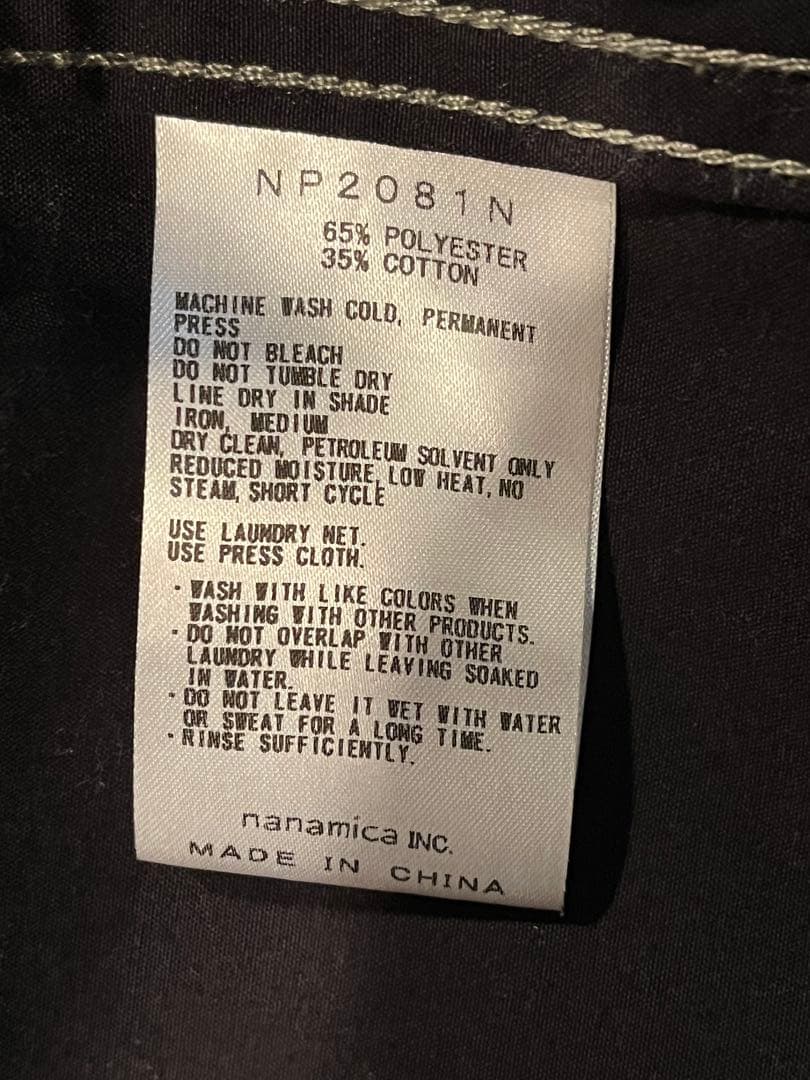 NP2081N
65% POLYESTER
35% COTTON
MACHINE WASH COLD, PERMANENT
PRESS
DO NOT BLEACH
DO NOT TUMBLE DRY
LINE DRY IN SHADE
IRON, MEDIUM
DRY CLEAN, PETROLEUM SOLVENT ONLY
REDUCED MOISTURE, LOW HEAT, NO
STEAM, SHORT CYCLE
USE LAUNDRY NET.
USE PRESS CLOTH.
・WASH WITH LIKE COLORS WHEN
WASHING WITH OTHER PRODUCTS.
・DO NOT OVERLAP WITH OTHER
LAUNDRY WHILE LEAVING SOAKED
IN WATER.
・DO NOT LEAVE IT WET WITH WATER
OR SWEAT FOR A LONG TIME.
・RINSE SUFFICIENTLY.
nanamica INC.
MADE IN CHINA